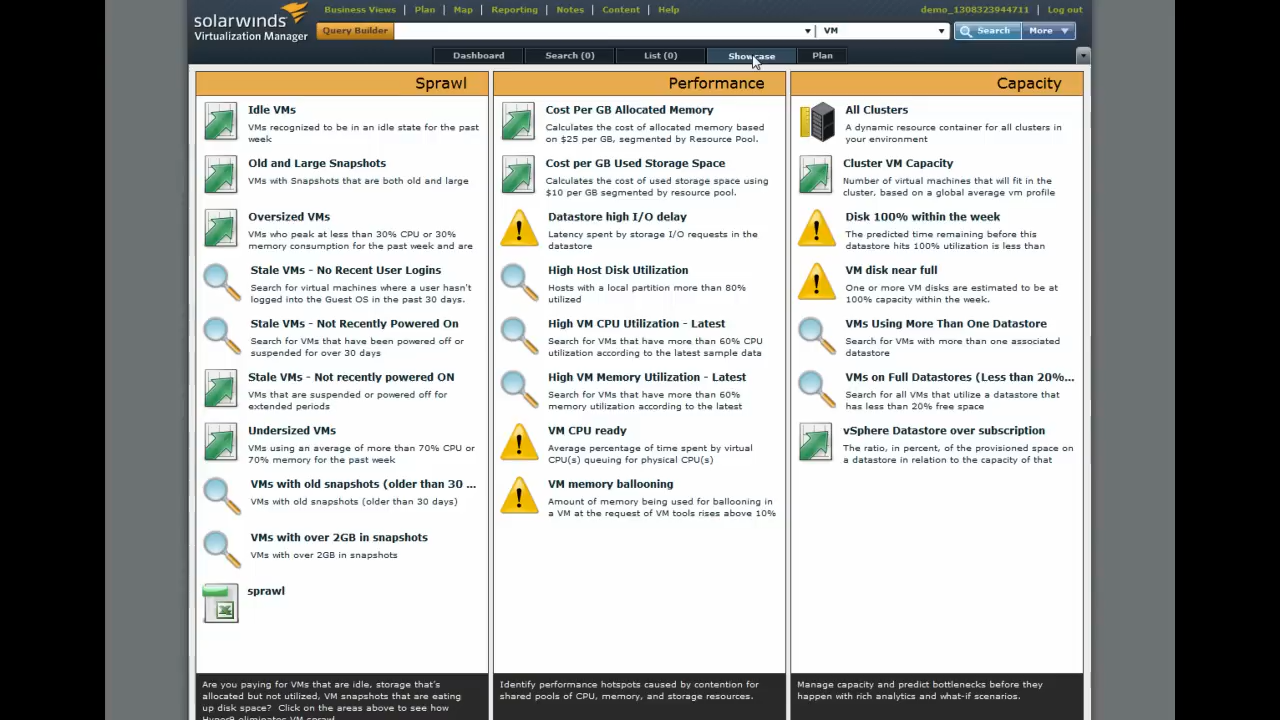 Business Views | Plan | Map | Reporting | Notes | Content | Help
demo_1308323944711 | Log out
solarwinds
Virtualization Manager
Query Builder
VM
Search
More
Dashboard
Search (0)
List (0)
Showcase
Plan
Sprawl
Idle VMs
VMs recognized to be in an idle state for the past
week
Old and Large Snapshots
VMs with Snapshots that are both old and large
Oversized VMs
VMs who peak at less than 30% CPU or 30%
memory consumption for the past week and are
Stale VMs - No Recent User Logins
Search for virtual machines where a user hasn't
logged into the Guest OS in the past 30 days.
Stale VMs - Not Recently Powered On
Search for VMs that have been powered off or
suspended for over 30 days
Stale VMs - Not recently powered ON
VMs that are suspended or powered off for
extended periods
Undersized VMs
VMs using an average of more than 70% CPU or
70% memory for the past week
VMs with old snapshots (older than 30 ...
VMs with old snapshots (older than 30 days)
VMs with over 2GB in snapshots
VMs with over 2GB in snapshots
sprawl
Are you paying for VMs that are idle, storage that's
allocated but not utilized, VM snapshots that are eating
up disk space? Click on the areas above to see how
Hyper9 eliminates VM sprawl
Performance
Cost Per GB Allocated Memory
Calculates the cost of allocated memory based
on $25 per GB, segmented by Resource Pool.
Cost per GB Used Storage Space
Calculates the cost of used storage space using
$10 per GB segmented by resource pool.
Datastore high I/O delay
Latency spent by storage I/O requests in the
datastore
High Host Disk Utilization
Hosts with a local partition more than 80%
utilized
High VM CPU Utilization - Latest
Search for VMs that have more than 60% CPU
utilization according to the latest sample data
High VM Memory Utilization - Latest
Search for VMs that have more than 60%
memory utilization according to the latest
VM CPU ready
Average percentage of time spent by virtual
CPU(s) queuing for physical CPU(s)
VM memory ballooning
Amount of memory being used for ballooning in
a VM at the request of VM tools rises above 10%
Identify performance hotspots caused by contention for
shared pools of CPU, memory, and storage resources.
Capacity
All Clusters
A dynamic resource container for all clusters in
your environment
Cluster VM Capacity
Number of virtual machines that will fit in the
cluster, based on a global average vm profile
Disk 100% within the week
The predicted time remaining before this
datastore hits 100% utilization is less than
VM disk near full
One or more VM disks are estimated to be at
100% capacity within the week.
VMs Using More Than One Datastore
Search for VMs with more than one associated
datastore
VMs on Full Datastores (Less than 20%...
Search for all VMs that utilize a datastore that
has less than 20% free space
vSphere Datastore over subscription
The ratio, in percent, of the provisioned space on
a datastore in relation to the capacity of that
Manage capacity and predict bottlenecks before they
happen with rich analytics and what-if scenarios.